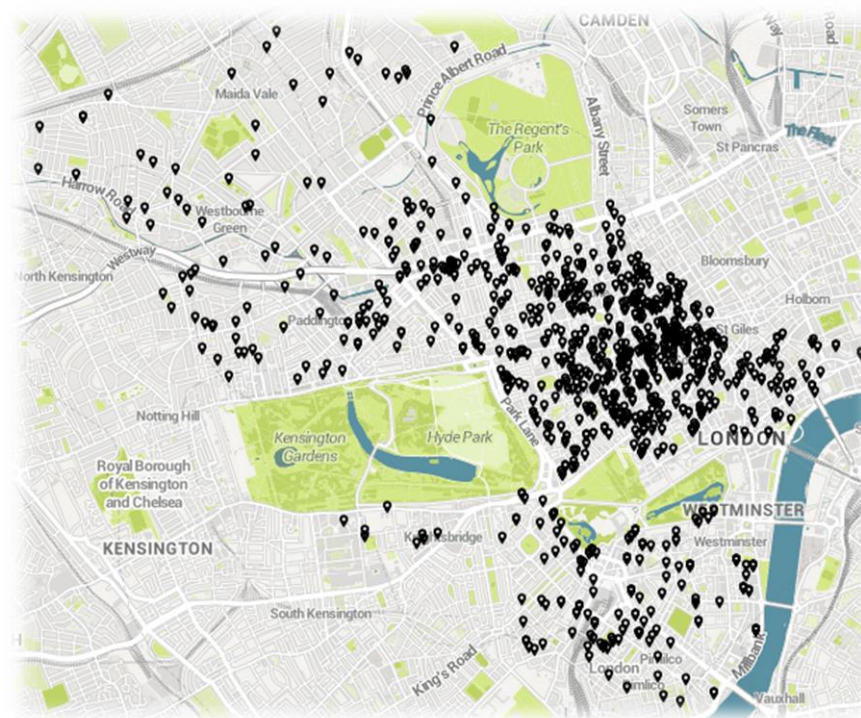 CAMDEN
Way
Road
Prince Albert Road
Maida Vale
Albany Street
Somers
Town
The Regent's
Park
The Fleet
St Pancras
Harrow Road
Westbourne
Green
Westway
North Kensington
Bloomsbury
Holborn
Paddington
St Giles
Notting Hill
Park Lane
Kensington
Gardens
Hyde Park
LONDON
Royal Borough
of Kensington
and Chelsea
WESTMINSTER
KENSINGTON
Knightsbridge
Westminster
South Kensington
King's Road
London
Pimlico
Millbank
Vauxhall